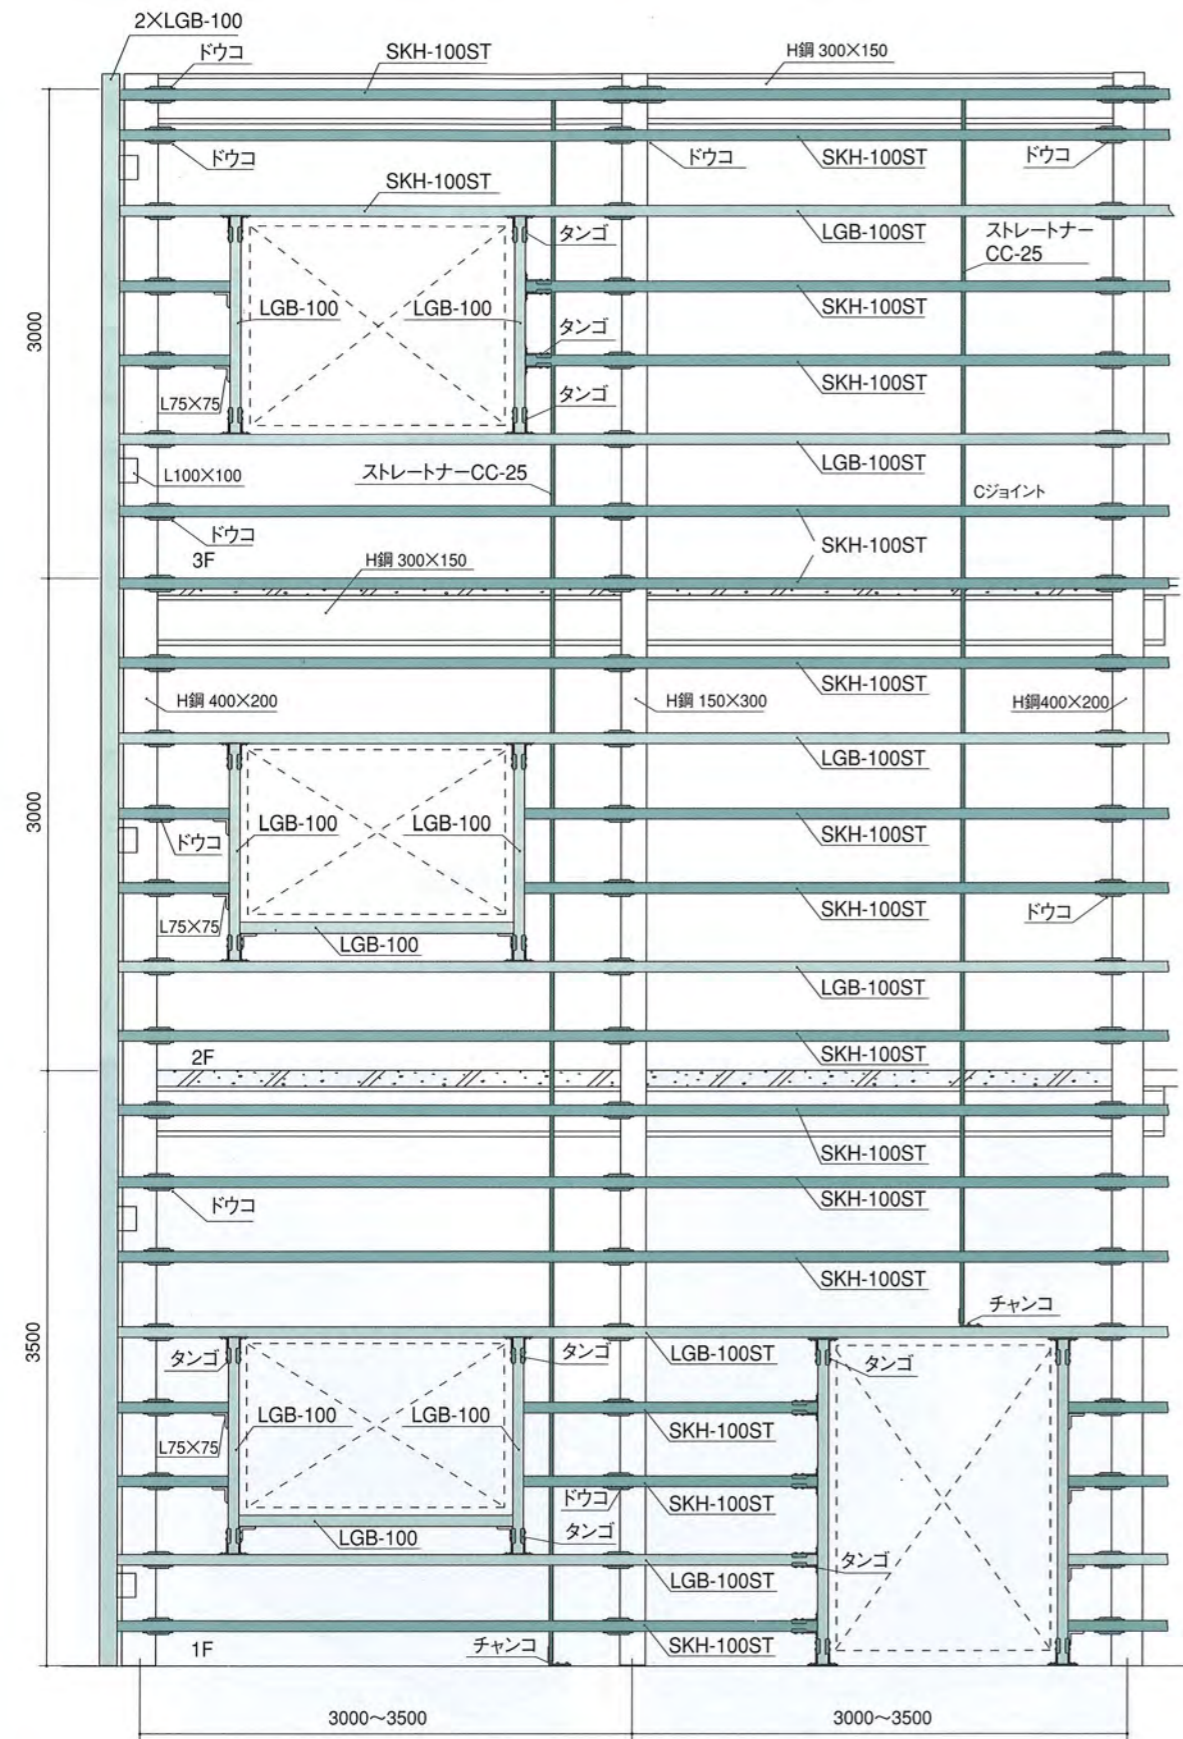 2×LGB-100
ドウコ
SKH-100ST
H鋼 300×150
ドウコ
ドウコ
SKH-100ST
ドウコ
SKH-100ST
タンゴ
LGB-100ST
ストレートナー
CC-25
LGB-100
LGB-100
SKH-100ST
タンゴ
3000
SKH-100ST
L75×75
タンゴ
L100×100
ストレートナーCC-25
LGB-100ST
Cジョイント
ドウコ
SKH-100ST
3F
H鋼 300×150
SKH-100ST
H鋼 400×200
H鋼 150×300
H鋼400×200
LGB-100ST
3000
LGB-100
LGB-100
SKH-100ST
ドウコ
SKH-100ST
ドウコ
L75×75
LGB-100
LGB-100ST
SKH-100ST
2F
SKH-100ST
SKH-100ST
ドウコ
SKH-100ST
チャンコ
3500
タンゴ
タンゴ
LGB-100ST
タンゴ
LGB-100
LGB-100
SKH-100ST
L75×75
ドウコ
SKH-100ST
LGB-100
タンゴ
タンゴ
LGB-100ST
1F
チャンコ
SKH-100ST
3000～3500
3000～3500